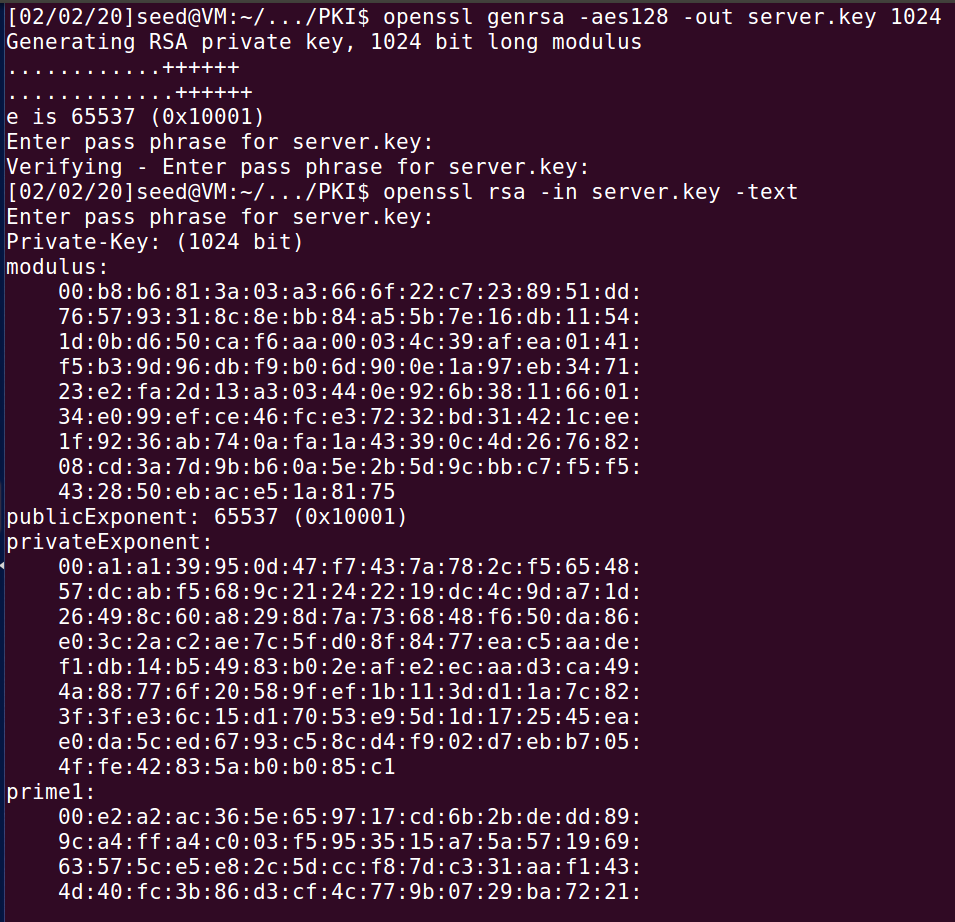 [02/02/20]seed@VM:~/.../PKI$ openssl genrsa -aes128 -out server.key 1024
Generating RSA private key, 1024 bit long modulus
............++++++
.............++++++
e is 65537 (0x10001)
Enter pass phrase for server.key:
Verifying - Enter pass phrase for server.key:
[02/02/20]seed@VM:~/.../PKI$ openssl rsa -in server.key -text
Enter pass phrase for server.key:
Private-Key: (1024 bit)
modulus:
    00:b8:b6:81:3a:03:a3:66:6f:22:c7:23:89:51:dd:
    76:57:93:31:8c:8e:bb:84:a5:5b:7e:16:db:11:54:
    1d:0b:d6:50:ca:f6:aa:00:03:4c:39:af:ea:01:41:
    f5:b3:9d:96:db:f9:b0:6d:90:0e:1a:97:eb:34:71:
    23:e2:fa:2d:13:a3:03:44:0e:92:6b:38:11:66:01:
    34:e0:99:ef:ce:46:fc:e3:72:32:bd:31:42:1c:ee:
    1f:92:36:ab:74:0a:fa:1a:43:39:0c:4d:26:76:82:
    08:cd:3a:7d:9b:b6:0a:5e:2b:5d:9c:bb:c7:f5:f5:
    43:28:50:eb:ac:e5:1a:81:75
publicExponent: 65537 (0x10001)
privateExponent:
    00:a1:a1:39:95:0d:47:f7:43:7a:78:2c:f5:65:48:
    57:dc:ab:f5:68:9c:21:24:22:19:dc:4c:9d:a7:1d:
    26:49:8c:60:a8:29:8d:7a:73:68:48:f6:50:da:86:
    e0:3c:2a:c2:ae:7c:5f:d0:8f:84:77:ea:c5:aa:de:
    f1:db:14:b5:49:83:b0:2e:af:e2:ec:aa:d3:ca:49:
    4a:88:77:6f:20:58:9f:ef:1b:11:3d:d1:1a:7c:82:
    3f:3f:e3:6c:15:d1:70:53:e9:5d:1d:17:25:45:ea:
    e0:da:5c:ed:67:93:c5:8c:d4:f9:02:d7:eb:b7:05:
    4f:fe:42:83:5a:b0:b0:85:c1
prime1:
    00:e2:a2:ac:36:5e:65:97:17:cd:6b:2b:de:dd:89:
    9c:a4:ff:a4:c0:03:f5:95:35:15:a7:5a:57:19:69:
    63:57:5c:e5:e8:2c:5d:cc:f8:7d:c3:31:aa:f1:43:
    4d:40:fc:3b:86:d3:cf:4c:77:9b:07:29:ba:72:21: